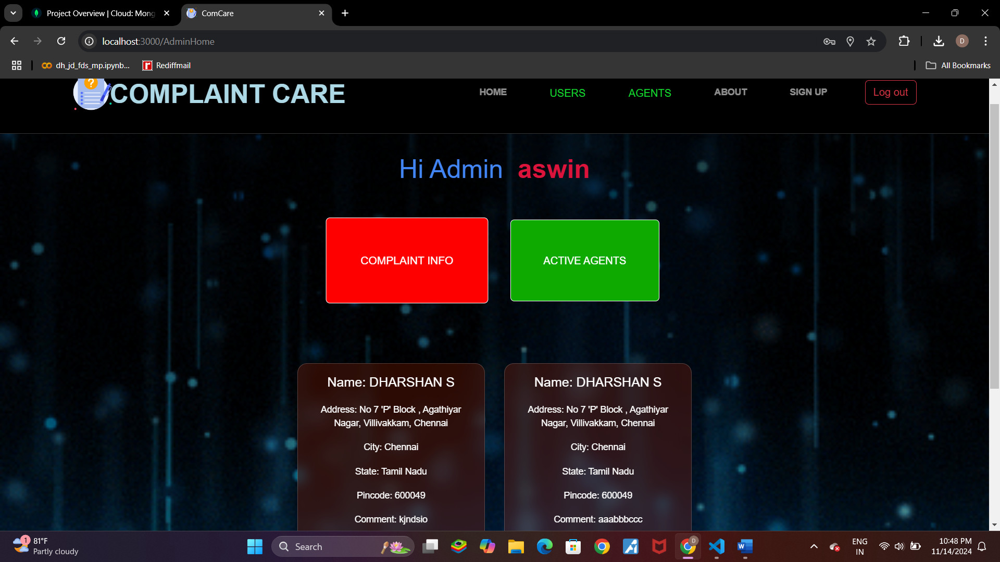 Project Overview | Cloud: Mong
ComCare
localhost:3000/AdminHome
D
dh_jd_fds_mp.ipynb...
Rediffmail
All Bookmarks
?
COMPLAINT CARE
HOME
USERS
AGENTS
ABOUT
SIGN UP
Log out
Hi Admin aswin
COMPLAINT INFO
ACTIVE AGENTS
Name: DHARSHAN S
Address: No 7 'P' Block , Agathiyar
Nagar, Villivakkam, Chennai
City: Chennai
State: Tamil Nadu
Pincode: 600049
Comment: kjndsio
Name: DHARSHAN S
Address: No 7 'P' Block , Agathiyar
Nagar, Villivakkam, Chennai
City: Chennai
State: Tamil Nadu
Pincode: 600049
Comment: aaabbbccc
1
81°F
Partly cloudy
Search
D
W
ENG
IN
10:48 PM
11/14/2024